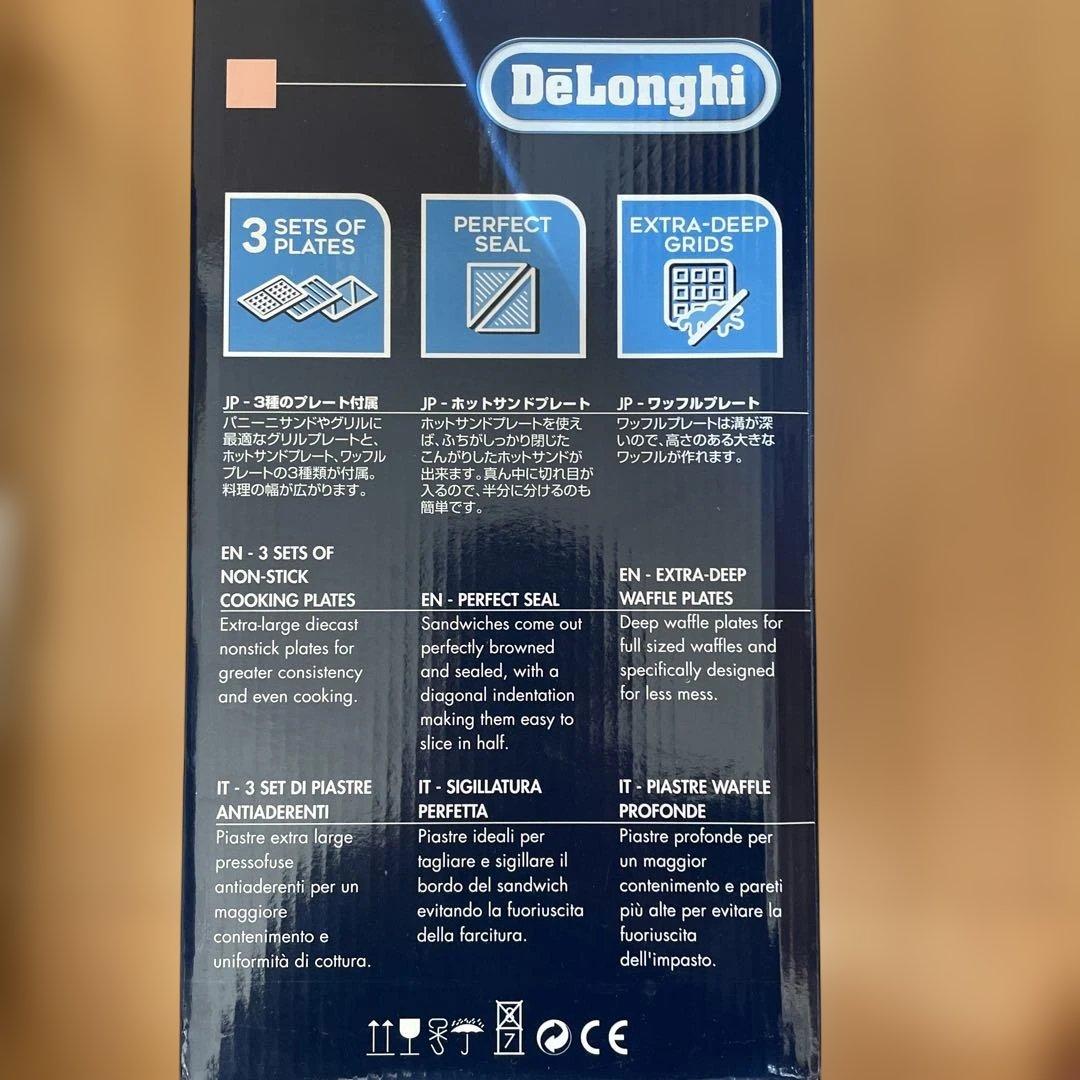 DēLonghi
3 SETS OF
PLATES
PERFECT
SEAL
EXTRA-DEEP
GRIDS
JP - 3種のプレート付属
パニーニサンドやグリルに
最適なグリルプレートと、
ホットサンドプレート、ワッフル
プレートの3種類が付属。
料理の幅が広がります。
JP - ホットサンドプレート
ホットサンドプレートを使え
ば、ふちがしっかり閉じた
こんがりしたホットサンドが
出来ます。真ん中に切れ目が
入るので、半分に分けるのも
簡単です。
JP - ワッフルプレート
ワッフルプレートは溝が深
いので、高さのある大きな
ワッフルが作れます。
EN - 3 SETS OF
NON-STICK
COOKING PLATES
Extra-large diecast
nonstick plates for
greater consistency
and even cooking.
EN - PERFECT SEAL
Sandwiches come out
perfectly browned
and sealed, with a
diagonal indentation
making them easy to
slice in half.
EN - EXTRA-DEEP
WAFFLE PLATES
Deep waffle plates for
full sized waffles and
specifically designed
for less mess.
IT - 3 SET DI PIASTRE
ANTIADERENTI
Piastre extra large
pressofuse
antiaderenti per un
maggiore
contenimento e
uniformità di cottura.
IT - SIGILLATURA
PERFETTA
Piastre ideali per
tagliare e sigillare il
bordo del sandwich
evitando la fuoriuscita
della farcitura.
IT - PIASTRE WAFFLE
PROFONDE
Piastre profonde per
un maggior
contenimento e pareti
più alte per evitare la
fuoriuscita
dell'impasto.
8
7
CE